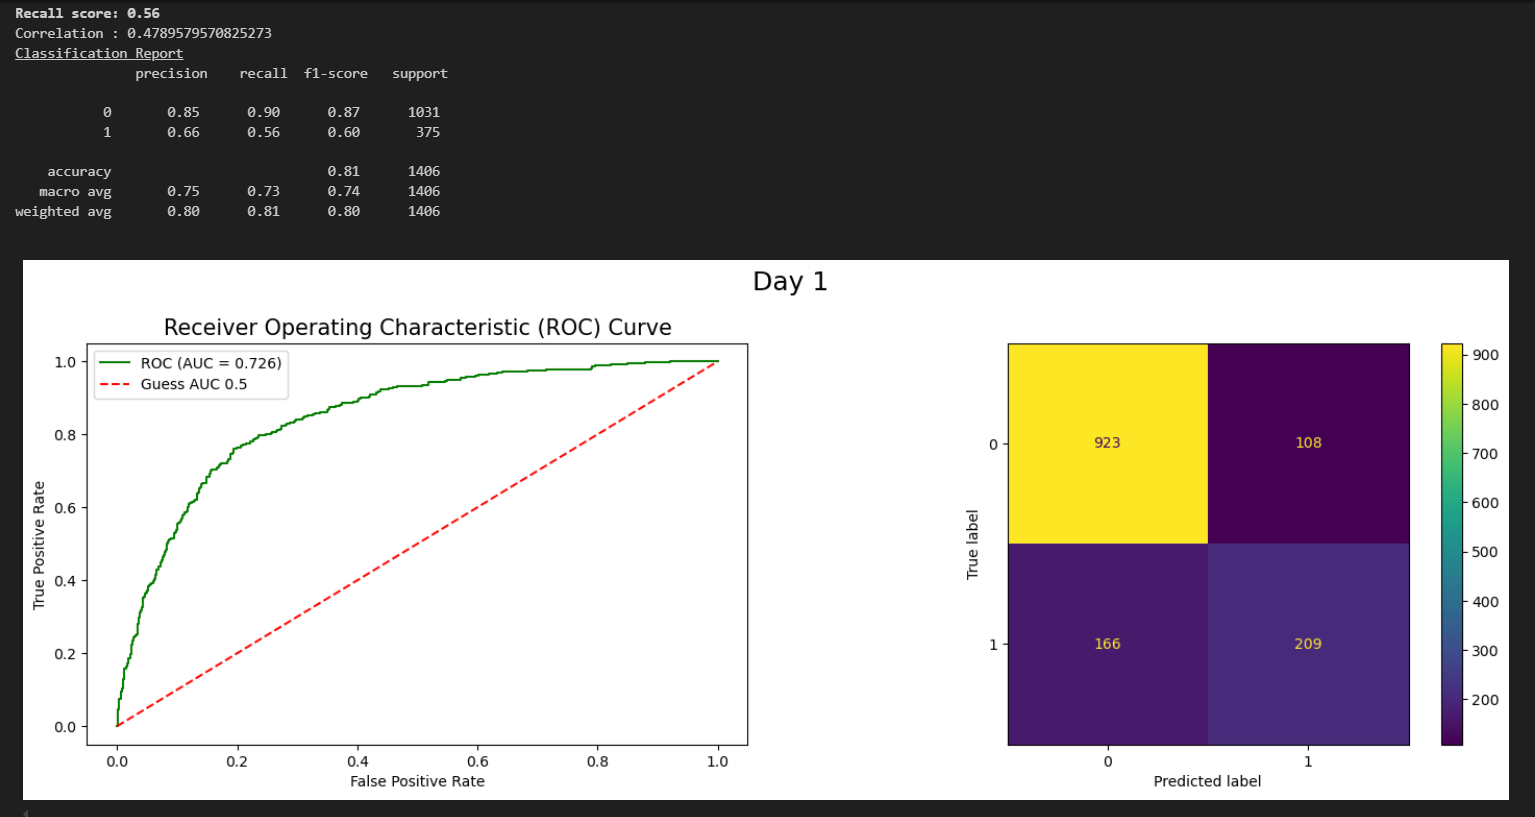 Recall score: 0.56
Correlation : 0.4789579570825273
Classification Report
precision recall f1-score support
0 0.85 0.90 0.87 1031
1 0.66 0.56 0.60 375
accuracy 0.81 1406
macro avg 0.75 0.73 0.74 1406
weighted avg 0.80 0.81 0.80 1406
Day 1
Receiver Operating Characteristic (ROC) Curve
ROC (AUC = 0.726)
Guess AUC 0.5
1.0
0.8
0.6
0.4
0.2
0.0
True Positive Rate
0.0 0.2 0.4 0.6 0.8 1.0
False Positive Rate
True label
0
1
923 108
166 209
0 1
Predicted label
900
800
700
600
500
400
300
200